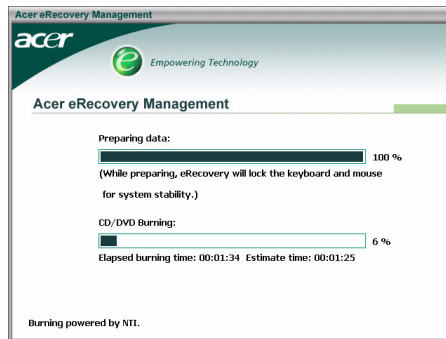 Acer eRecovery Management
acer
e Empowering Technology
Acer eRecovery Management
Preparing data:
100 %
(While preparing, eRecovery will lock the keyboard and mouse
for system stability.)
CD/DVD Burning:
6 %
Elapsed burning time: 00:01:34 Estimate time: 00:01:25
Burning powered by NTI.